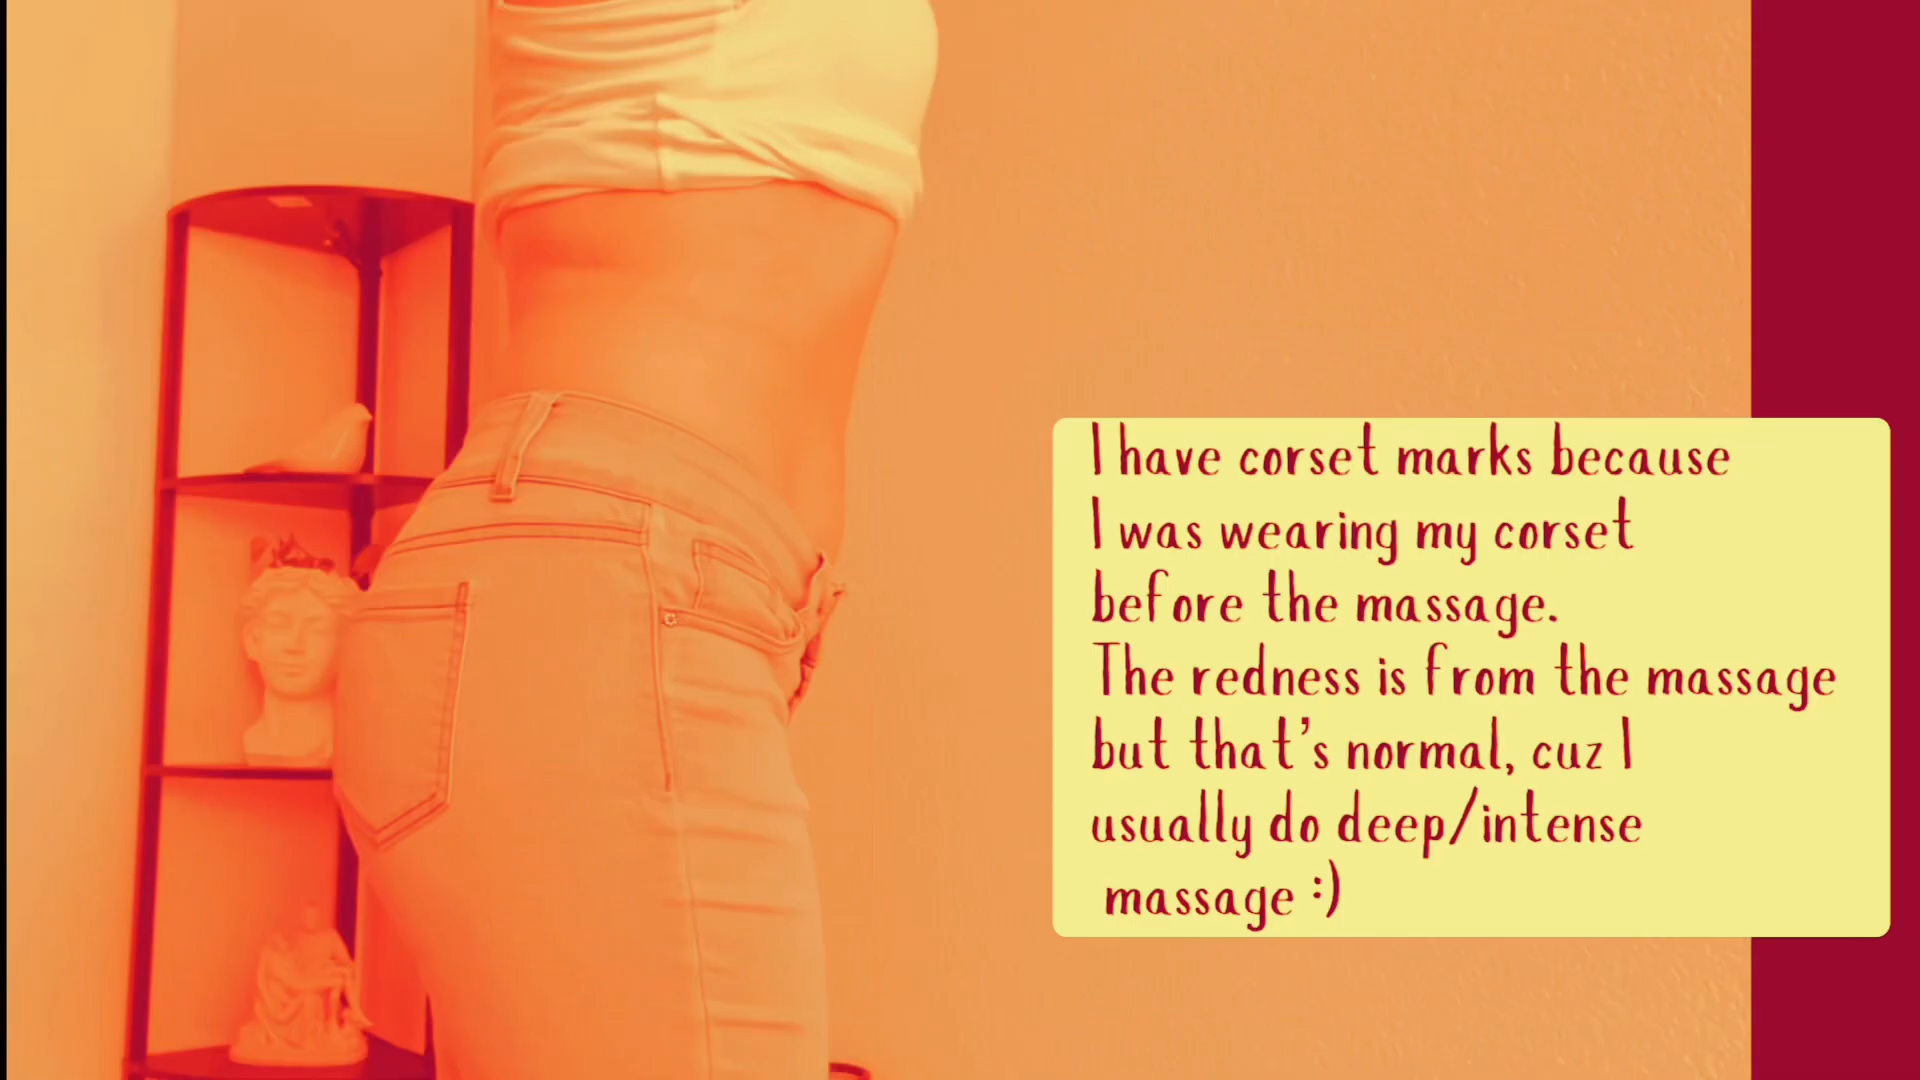 I have corset marks because
I was wearing my corset
before the massage.
The redness is from the massage
but that's normal, cuz I
usually do deep/intense
massage :)